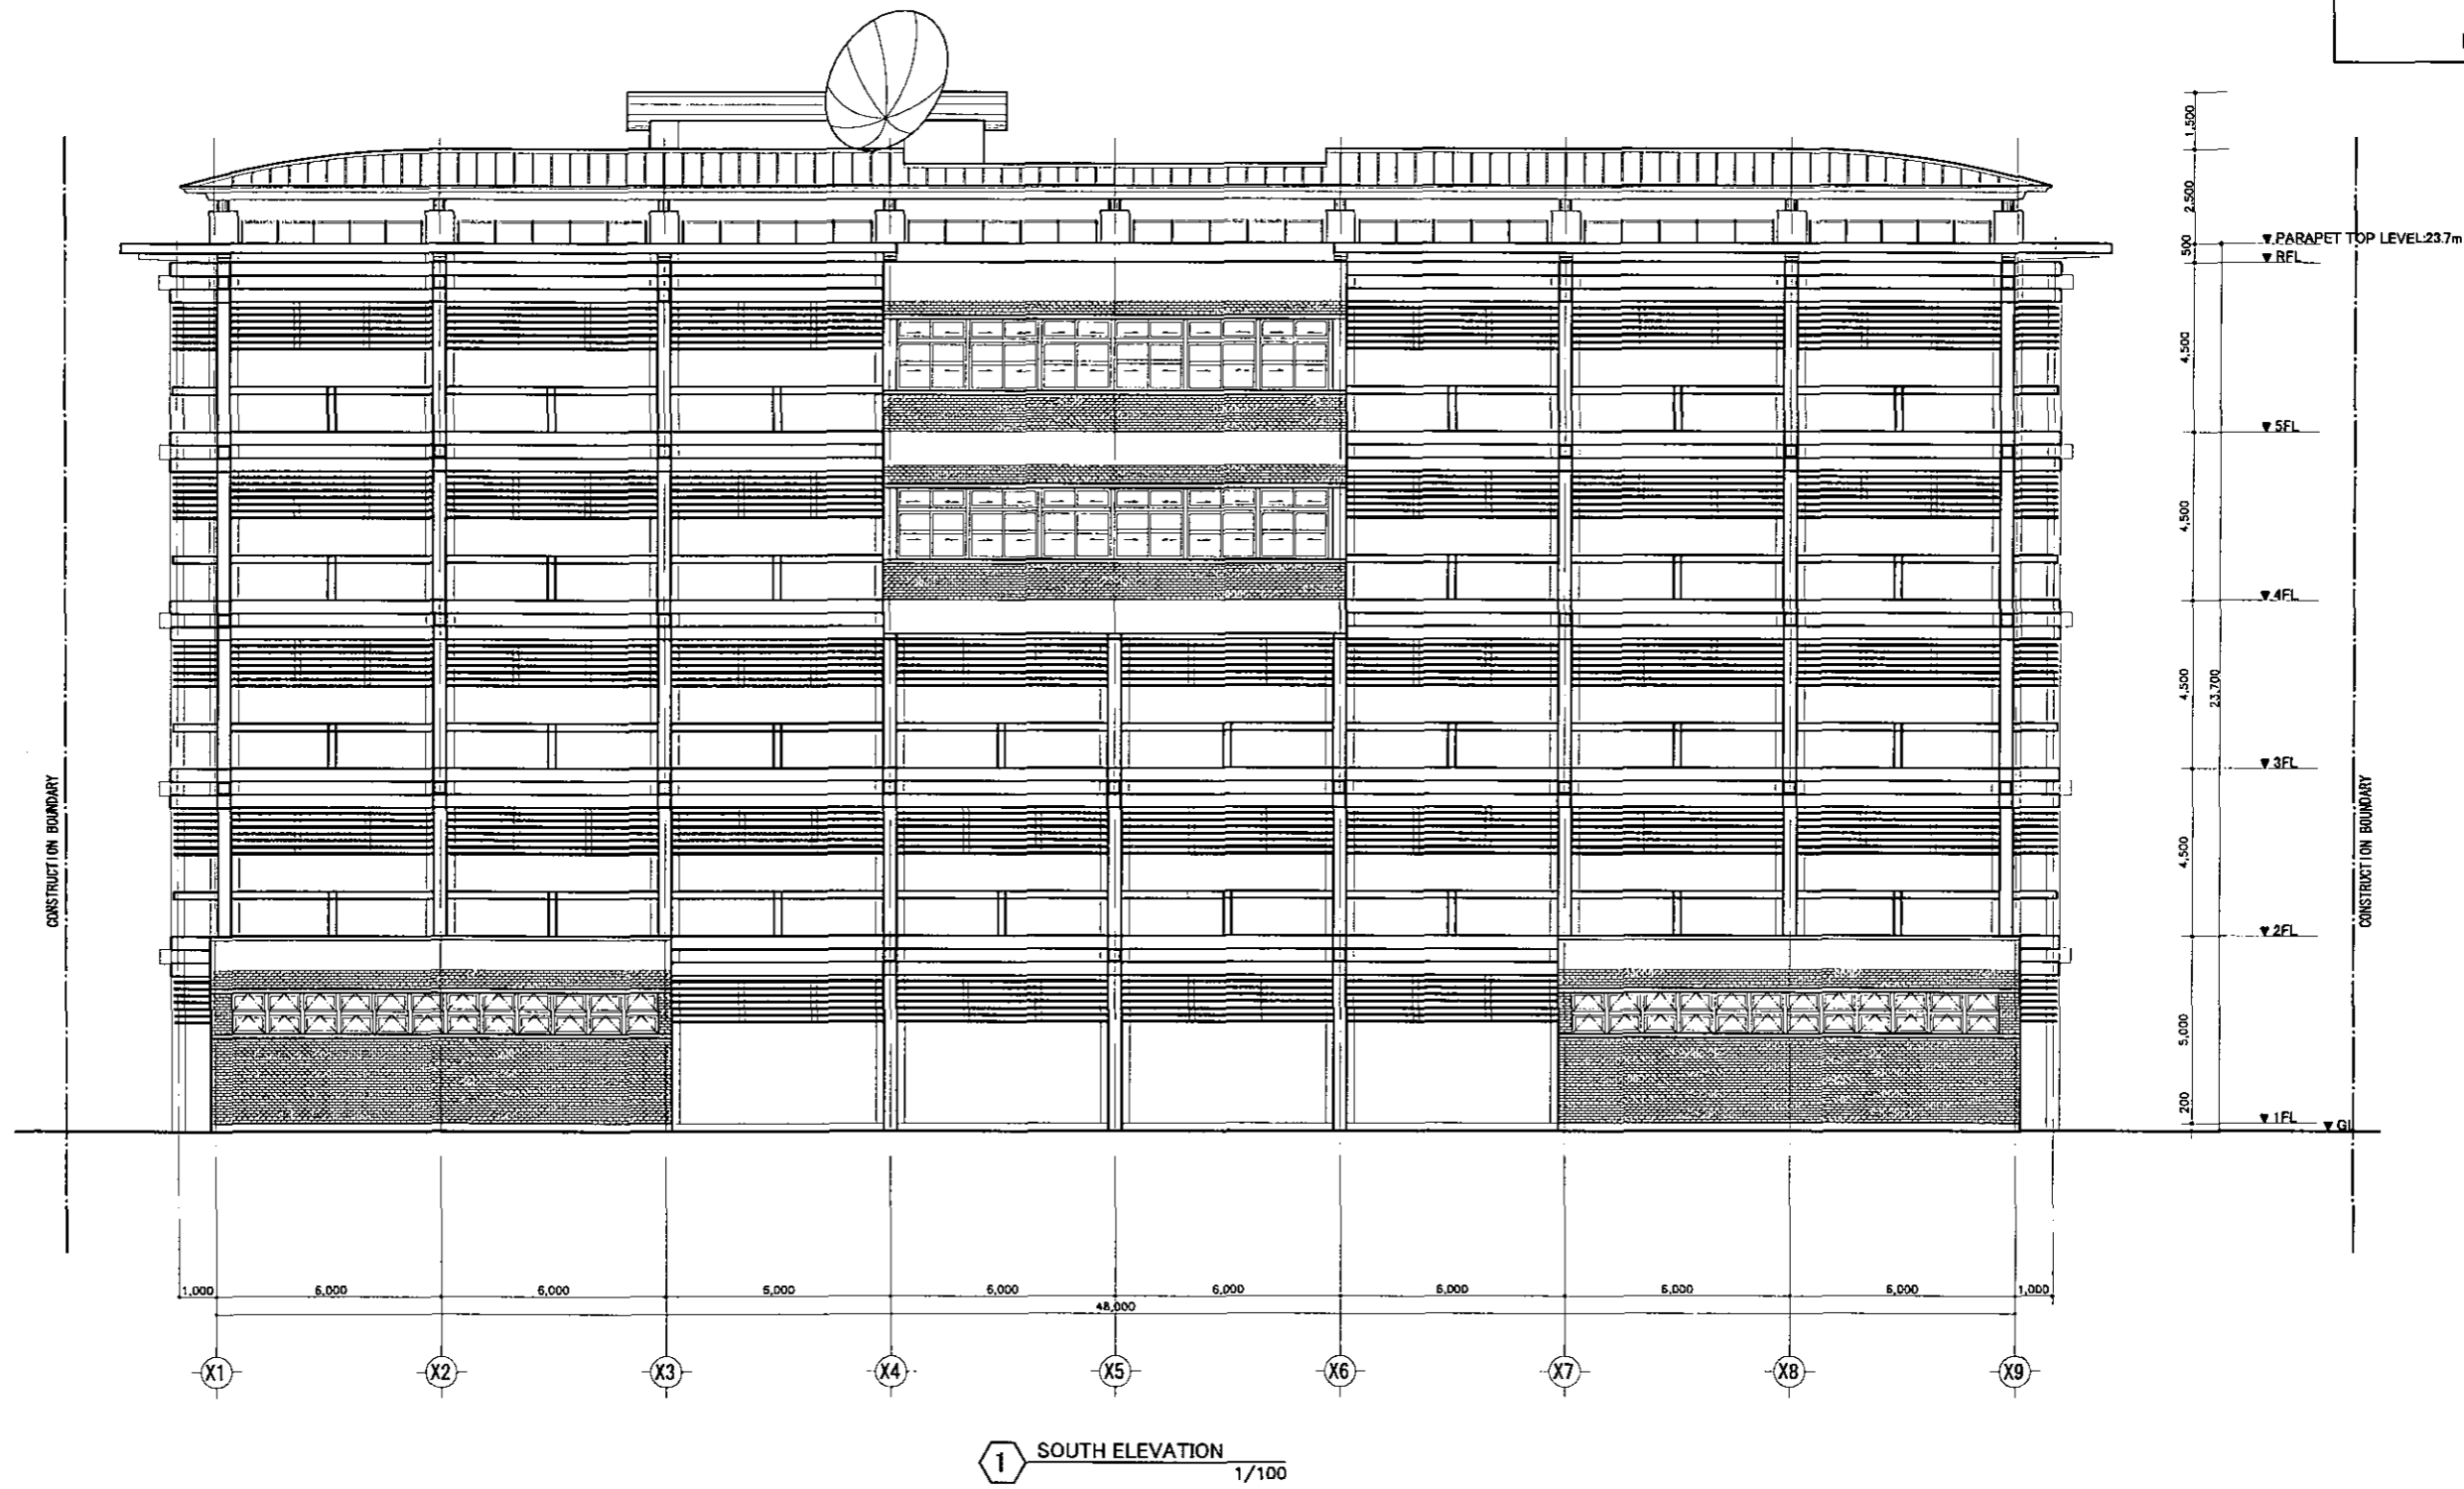 1,500
2,500
500
▼ PARAPET TOP LEVEL:23.7m
▼ RFL
4,500
▼ 5FL
4,500
▼ 4FL
4,500
23,700
▼ 3FL
4,500
▼ 2FL
5,000
200
▼ 1FL
▼ GL
CONSTRUCTION BOUNDARY
CONSTRUCTION BOUNDARY
1,000 6,000 6,000 6,000 6,000 6,000 6,000 6,000 6,000 1,000
48,000
X1 X2 X3 X4 X5 X6 X7 X8 X9
1 SOUTH ELEVATION
1/100